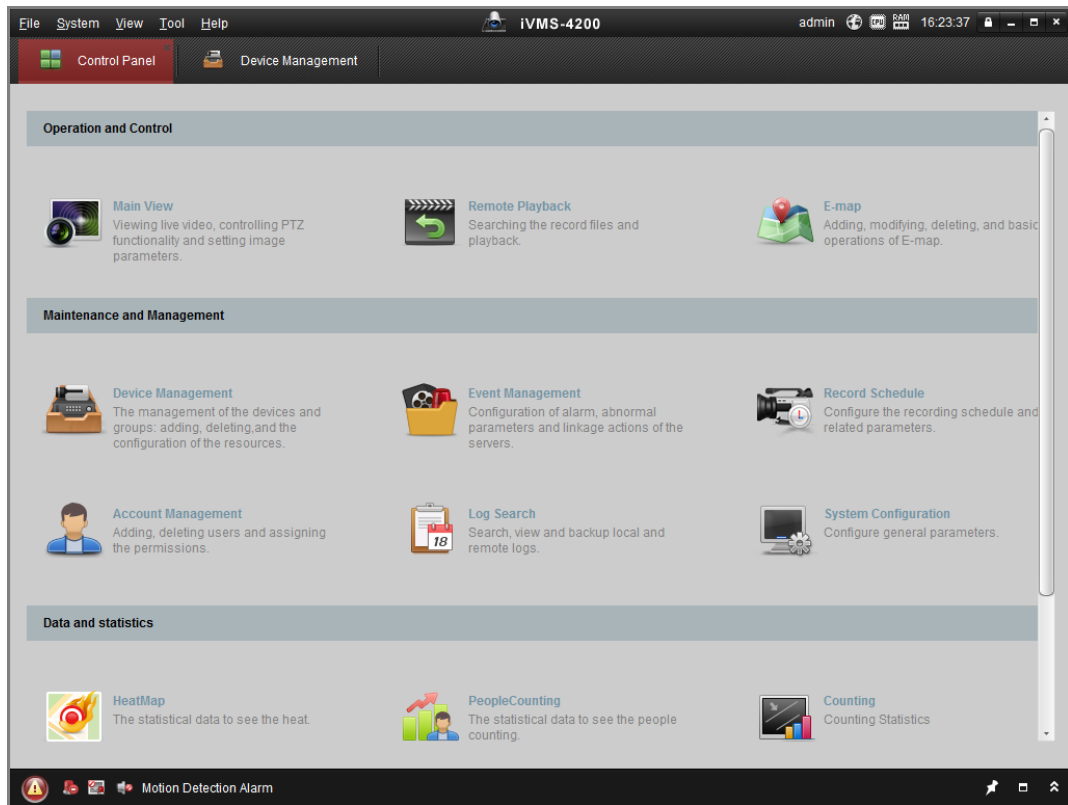 File System View Tool Help iVMS-4200 admin CPU RAM 16:23:37
Control Panel Device Management
Operation and Control
Main View
Viewing live video, controlling PTZ
functionality and setting image
parameters.
Remote Playback
Searching the record files and
playback.
E-map
Adding, modifying, deleting, and basic
operations of E-map.
Maintenance and Management
Device Management
The management of the devices and
groups: adding, deleting,and the
configuration of the resources.
Event Management
Configuration of alarm, abnormal
parameters and linkage actions of the
servers.
Record Schedule
Configure the recording schedule and
related parameters.
Account Management
Adding, deleting users and assigning
the permissions.
18
Log Search
Search, view and backup local and
remote logs.
System Configuration
Configure general parameters.
Data and statistics
HeatMap
The statistical data to see the heat.
PeopleCounting
The statistical data to see the people
counting.
Counting
Counting Statistics
Motion Detection Alarm